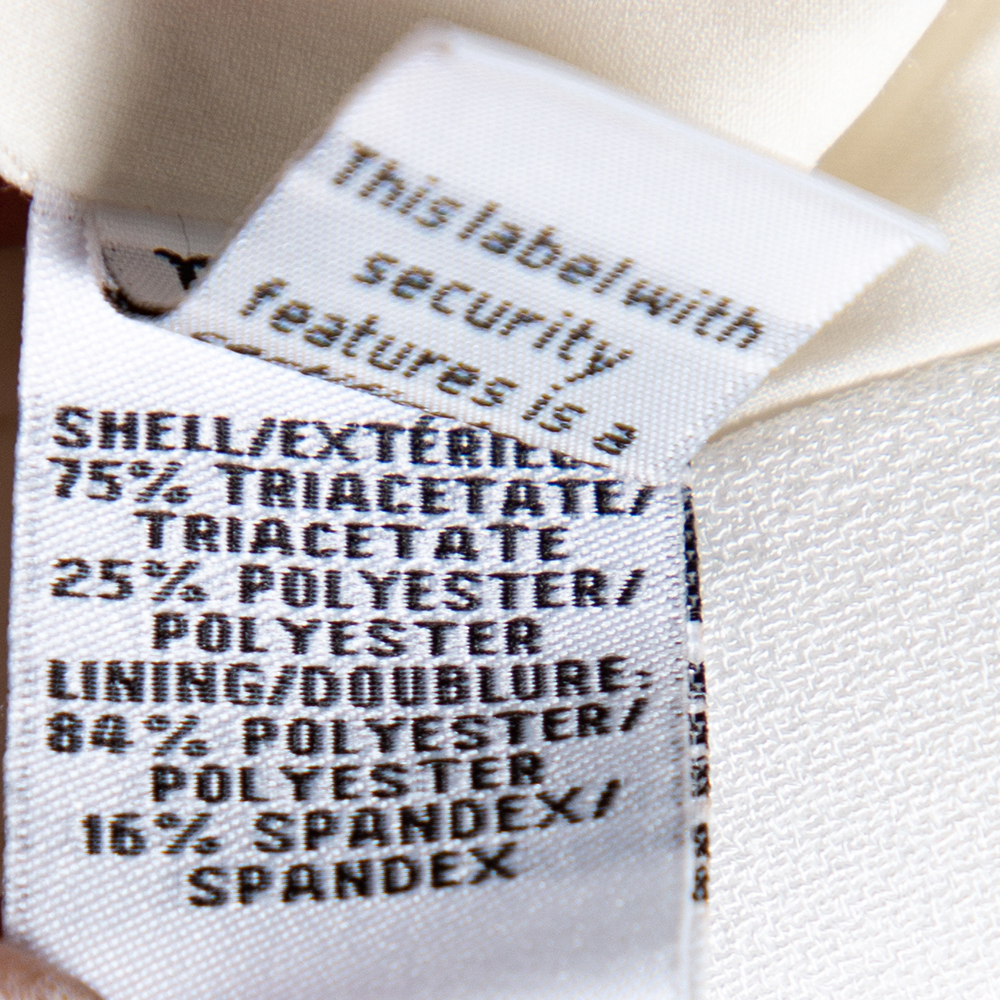 This label with
security
features is a
SHELL/EXTÉRIEUR
75% TRIACETATE/
TRIACETATE
25% POLYESTER/
POLYESTER
LINING/DOUBLURE:
84% POLYESTER/
POLYESTER
16% SPANDEX/
SPANDEX